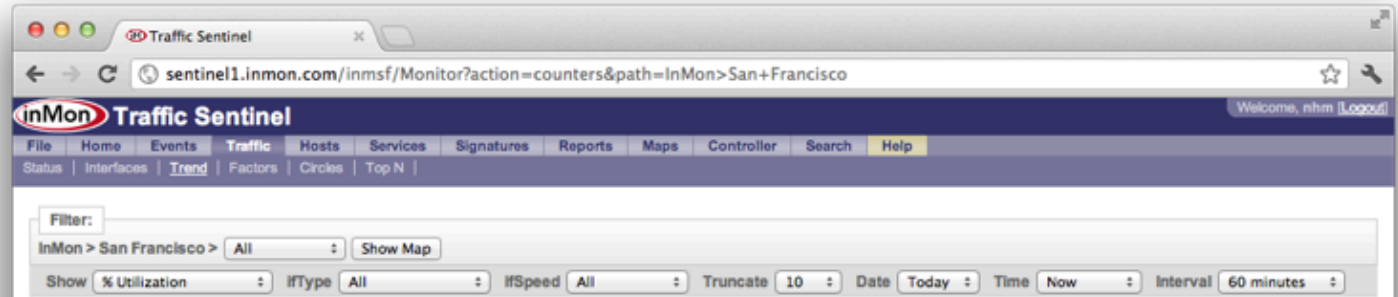 Traffic Sentinel
sentinel1.inmon.com/inmsf/Monitor?action=counters&path=InMon>San+Francisco
inMon Traffic Sentinel
Welcome, nhm [Logout]
File Home Events Traffic Hosts Services Signatures Reports Maps Controller Search Help
Status | Interfaces | Trend | Factors | Circles | Top N |
Filter:
InMon > San Francisco > All Show Map
Show % Utilization ifType All ifSpeed All Truncate 10 Date Today Time Now Interval 60 minutes